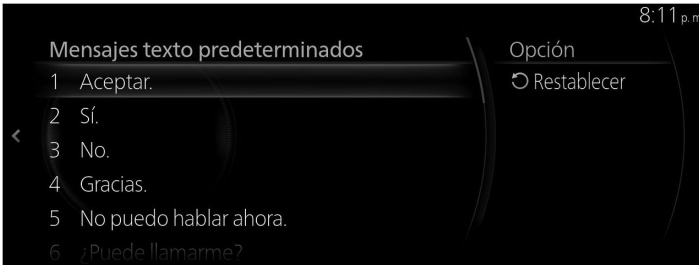 8:11 p. m
Mensajes texto predeterminados
1 Aceptar.
2 Sí.
3 No.
4 Gracias.
5 No puedo hablar ahora.
6 ¿Puede llamarme?
Opción
Restablecer